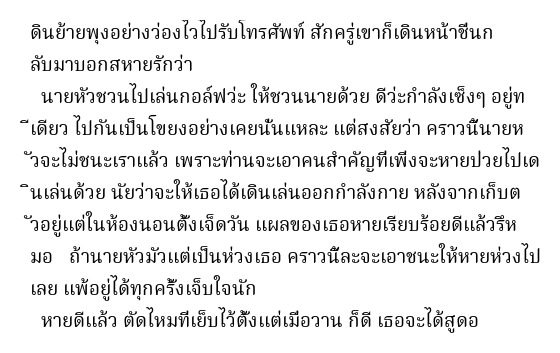 ดินย้ายพุงอย่างว่องไวไปรับโทรศัพท์ สักครู่เขาก็เดินหน้าชื่นก
ลับมาบอกสหายรักว่า
นายหัวชวนไปเล่นกอล์ฟว่ะ ให้ชวนนายด้วย ดีว่ะกำลังเซ็งๆ อยู่ท
ีเดียว ไปกันเป็นโขยงอย่างเคยนั่นแหละ แต่สงสัยว่า คราวนี้นายห
ัวจะไม่ชนะเราแล้ว เพราะท่านจะเอาคนสำคัญที่เพิ่งจะหายป่วยไปเด
ินเล่นด้วย นัยว่าจะให้เธอได้เดินเล่นออกกำลังกาย หลังจากเก็บต
ัวอยู่แต่ในห้องนอนตั้งเจ็ดวัน แผลของเธอหายเรียบร้อยดีแล้วรึห
มอ   ถ้านายหัวมัวแต่เป็นห่วงเธอ คราวนี้ละจะเอาชนะให้หายห่วงไป
เลย แพ้อยู่ได้ทุกครั้งเจ็บใจนัก
หายดีแล้ว ตัดไหมที่เย็บไว้ตั้งแต่เมื่อวาน ก็ดี เธอจะได้สูดอ